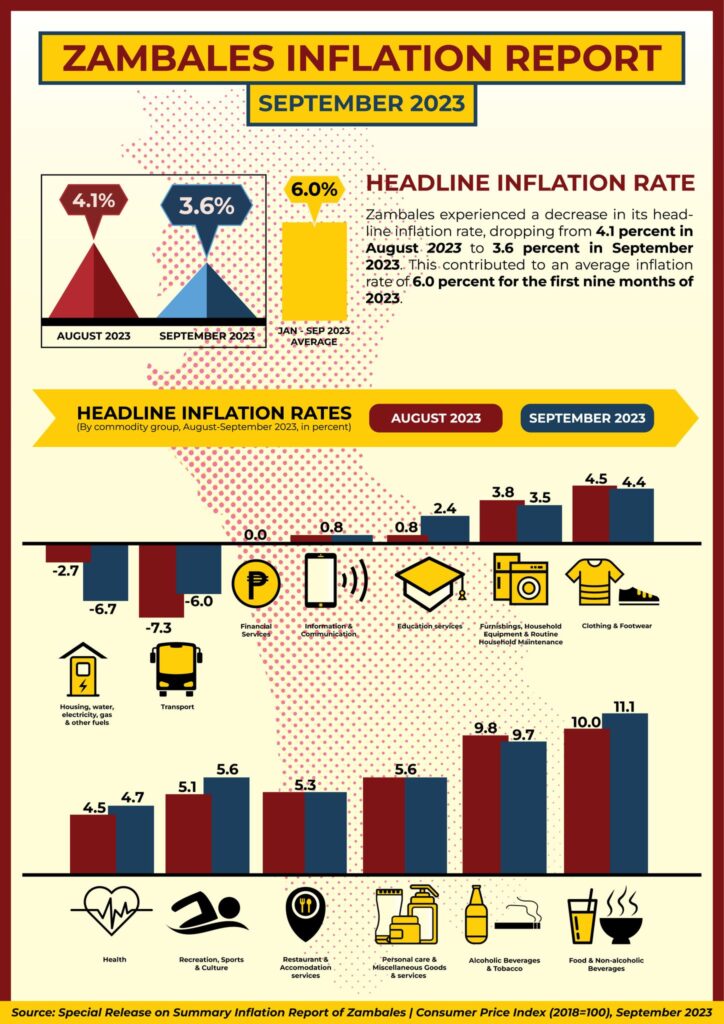 ZAMBALES INFLATION REPORT
SEPTEMBER 2023
4.1%
3.6%
6.0%
AUGUST 2023
SEPTEMBER 2023
JAN - SEP 2023
AVERAGE
HEADLINE INFLATION RATE
Zambales experienced a decrease in its head-
line inflation rate, dropping from 4.1 percent in
August 2023 to 3.6 percent in September
2023. This contributed to an average inflation
rate of 6.0 percent for the first nine months of
2023.
HEADLINE INFLATION RATES
(By commodity group, August-September 2023, in percent)
AUGUST 2023
SEPTEMBER 2023
-2.7
-6.7
-7.3
-6.0
0.0
0.8
0.8
2.4
3.8
3.5
4.5
4.4
Housing, water,
electricity, gas
& other fuels
Transport
Financial
Services
Information &
Communication
Education services
Furnishings, Household
Equipment & Routine
Household Maintenance
Clothing & Footwear
4.5
4.7
5.1
5.6
5.3
5.6
9.8
9.7
10.0
11.1
Health
Recreation, Sports
& Culture
Restaurant &
Accomodation
services
Personal care &
Miscellaneous Goods
& services
Alcoholic Beverages
& Tobacco
Food & Non-alcoholic
Beverages
Source: Special Release on Summary Inflation Report of Zambales | Consumer Price Index (2018=100), September 2023